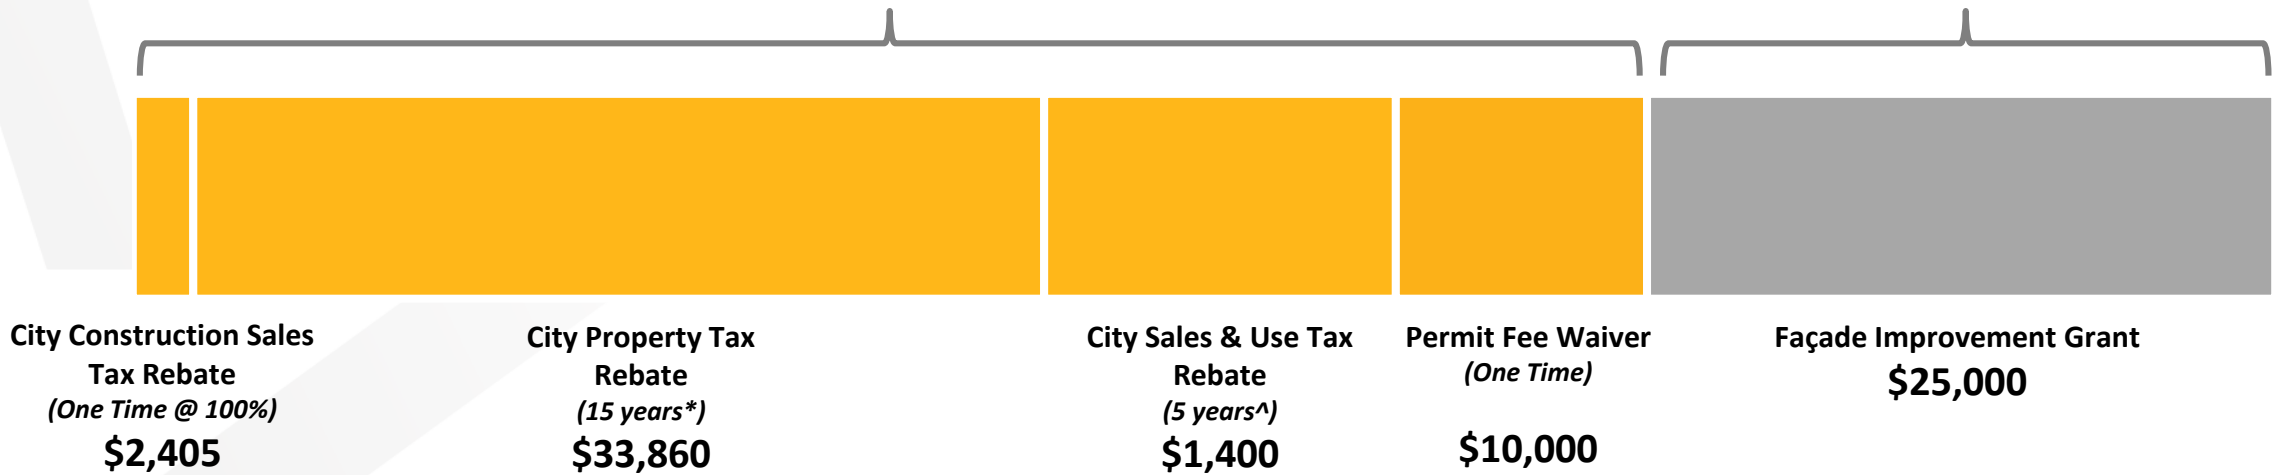 City Construction Sales
Tax Rebate
(One Time @ 100%)
$2,405
City Property Tax
Rebate
(15 years*)
$33,860
City Sales & Use Tax
Rebate
(5 years^)
$1,400
Permit Fee Waiver
(One Time)
$10,000
Façade Improvement Grant
$25,000